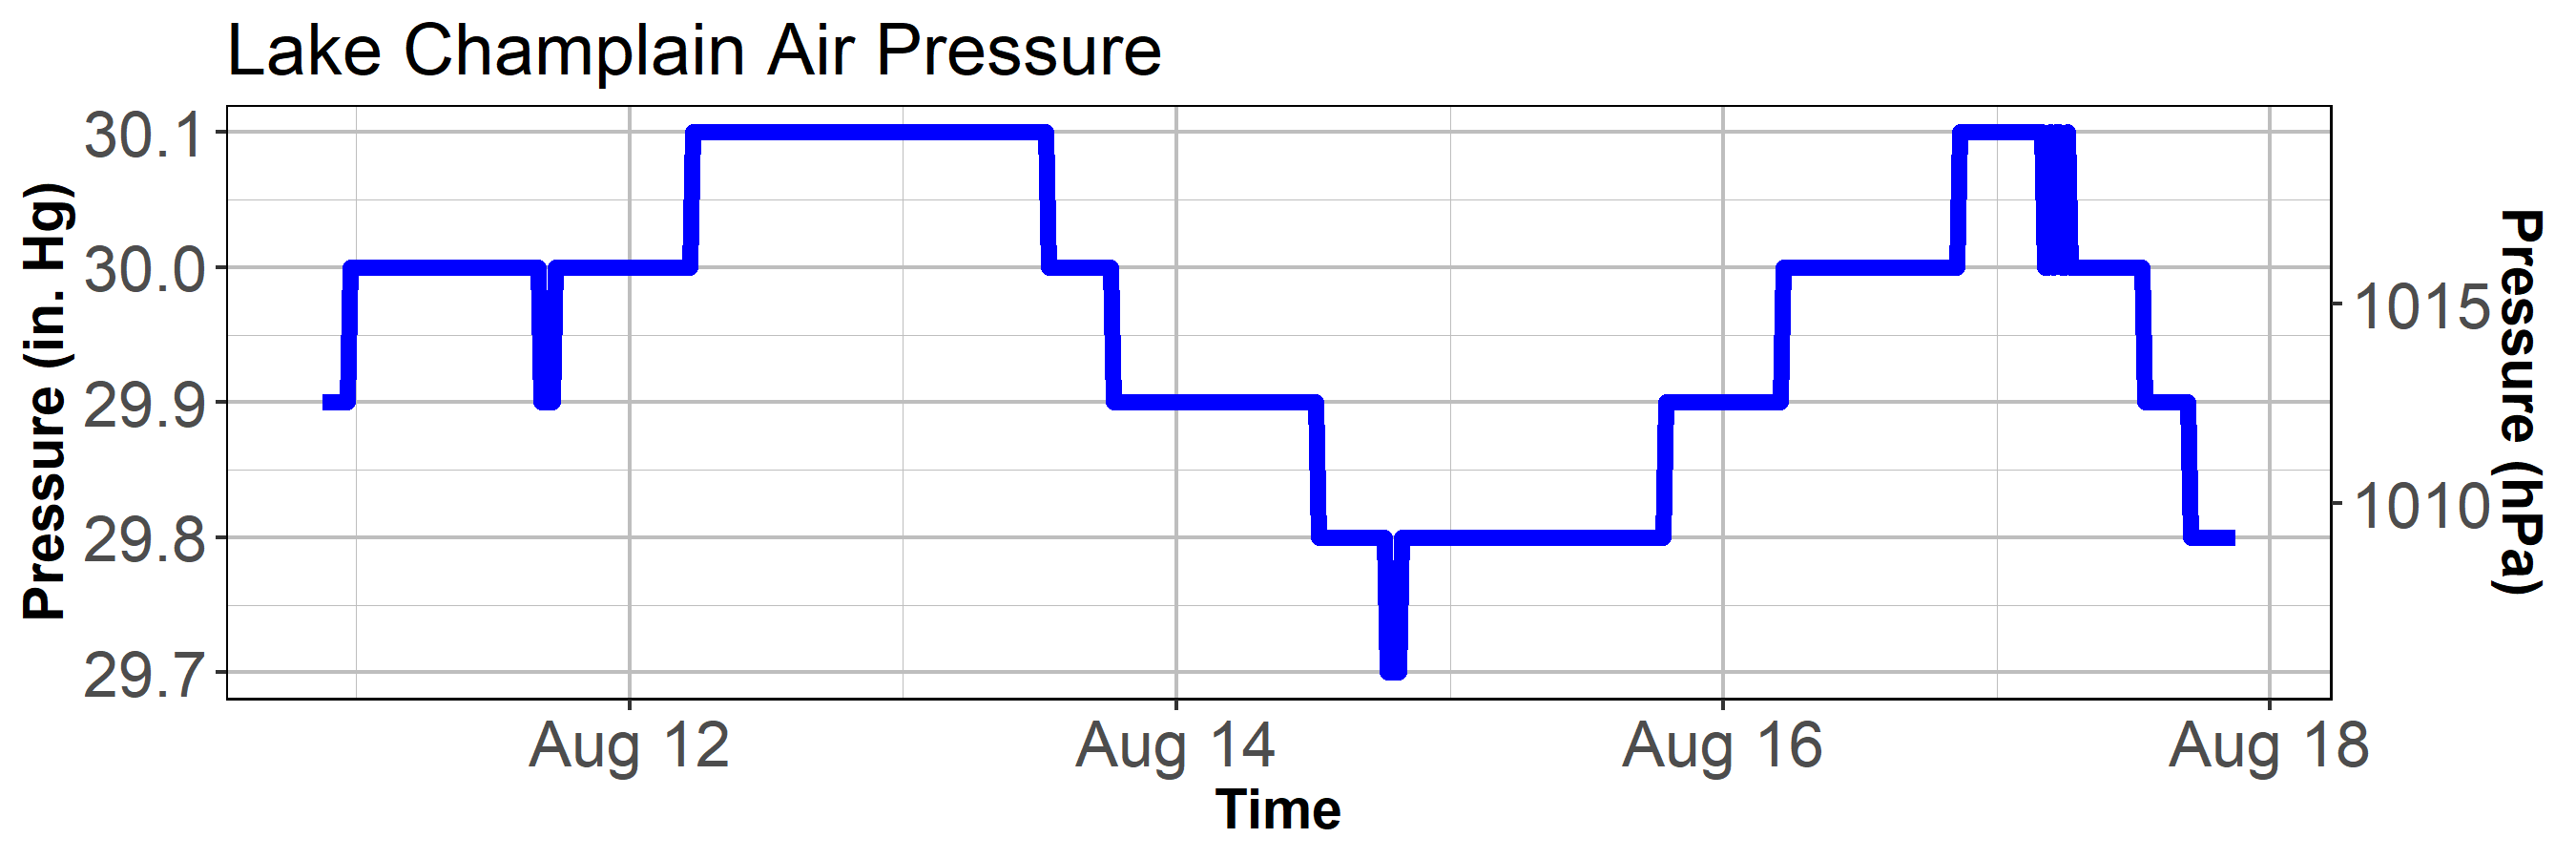 Lake Champlain Air Pressure
Pressure (in. Hg)
30.1
30.0
29.9
29.8
29.7
1015
1010
Pressure (hPa)
Aug 12 Aug 14 Aug 16 Aug 18
Time